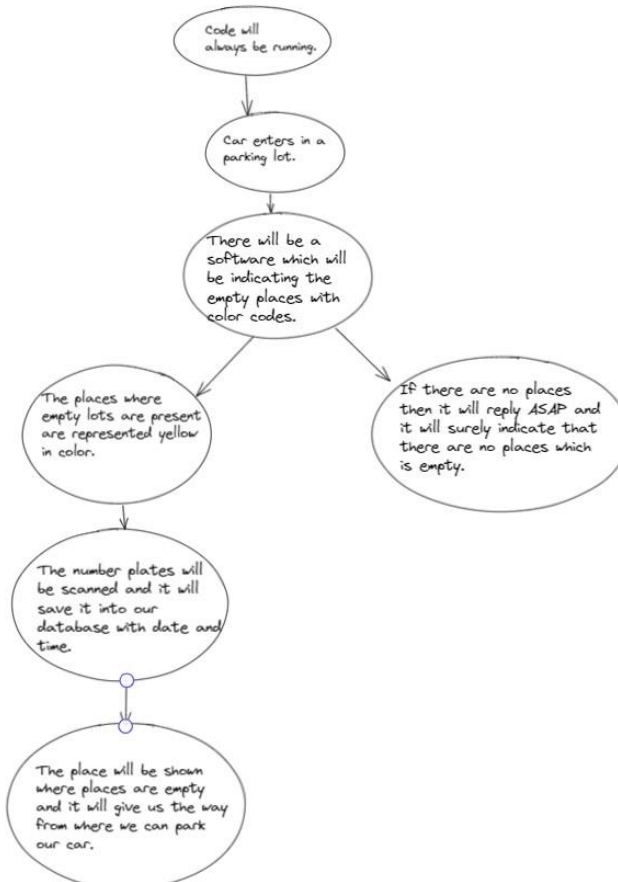 Code will
always be running.
Car enters in a
parking lot.
There will be a
software which will
be indicating the
empty places with
color codes.
The places where
empty lots are present
are represented yellow
in color.
If there are no places
then it will reply ASAP and
it will surely indicate that
there are no places which
is empty.
The number plates will
be scanned and it will
save it into our
database with date and
time.
The place will be shown
where places are empty
and it will give us the way
from where we can park
our car.